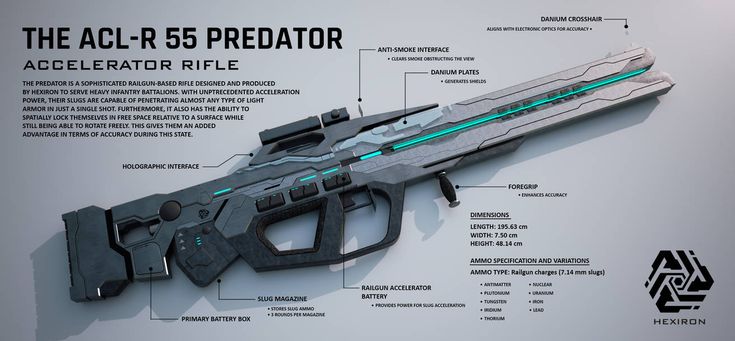 THE ACL-R 55 PREDATOR
ACCELERATOR RIFLE
THE PREDATOR IS A SOPHISTICATED RAILGUN-BASED RIFLE DESIGNED AND PRODUCED
BY HEXIRON TO SERVE HEAVY INFANTRY BATTALIONS. WITH UNPTRECEDENTED ACCELERATION
POWER, THEIR SLUGS ARE CAPABLE OF PENETRATING ALMOST ANY TYPE OF LIGHT
ARMOR IN JUST A SINGLE SHOT. FURTHERMORE, IT ALSO HAS THE ABILITY TO
SPATIALLY LOCK THEMSELVES IN FREE SPACE RELATIVE TO A SURFACE WHILE
STILL BEING ABLE TO ROTATE FREELY. THIS GIVES THEM AN ADDED
ADVANTAGE IN TERMS OF ACCURACY DURING THIS STATE.
DANIUM CROSSHAIR
ALIGNS WITH ELECTRONIC OPTICS FOR ACCURACY •
ANTI-SMOKE INTERFACE
• CLEARS SMOKE OBSTRUCTING THE VIEW
DANIUM PLATES
• GENERATES SHIELDS
HOLOGRAPHIC INTERFACE
FOREGRIP
• ENHANCES ACCURACY
DIMENSIONS
LENGTH: 195.63 cm
WIDTH: 7.50 cm
HEIGHT: 48.14 cm
AMMO SPECIFICATION AND VARIATIONS
AMMO TYPE: Railgun charges (7.14 mm slugs)
• ANTIMATTER
• PLUTONIUM
• TUNGSTEN
• IRIDIUM
• THORIUM
• NUCLEAR
• URANIUM
• IRON
• LEAD
RAILGUN ACCELERATOR
BATTERY
• PROVIDES POWER FOR SLUG ACCELERATION
SLUG MAGAZINE
• STORES SLUG AMMO
• 3 ROUNDS PER MAGAZINE
PRIMARY BATTERY BOX
HEXIRON